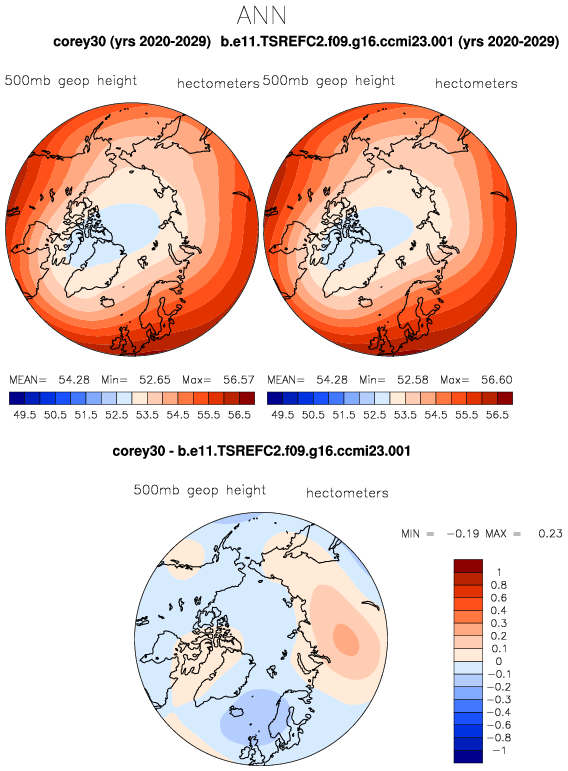 ANN
corey30 (yrs 2020-2029) b.e11.TSREFC2.f09.g16.ccmi23.001 (yrs 2020-2029)
500mb geop height hectometers 500mb geop height hectometers
MEAN= 54.28 Min= 52.65 Max= 56.57 MEAN= 54.28 Min= 52.58 Max= 56.60
49.5 50.5 51.5 52.5 53.5 54.5 55.5 56.5 49.5 50.5 51.5 52.5 53.5 54.5 55.5 56.5
corey30 - b.e11.TSREFC2.f09.g16.ccmi23.001
500mb geop height hectometers
MIN = -0.19 MAX = 0.23
1
0.8
0.6
0.4
0.3
0.2
0.1
0
-0.1
-0.2
-0.3
-0.4
-0.6
-0.8
-1